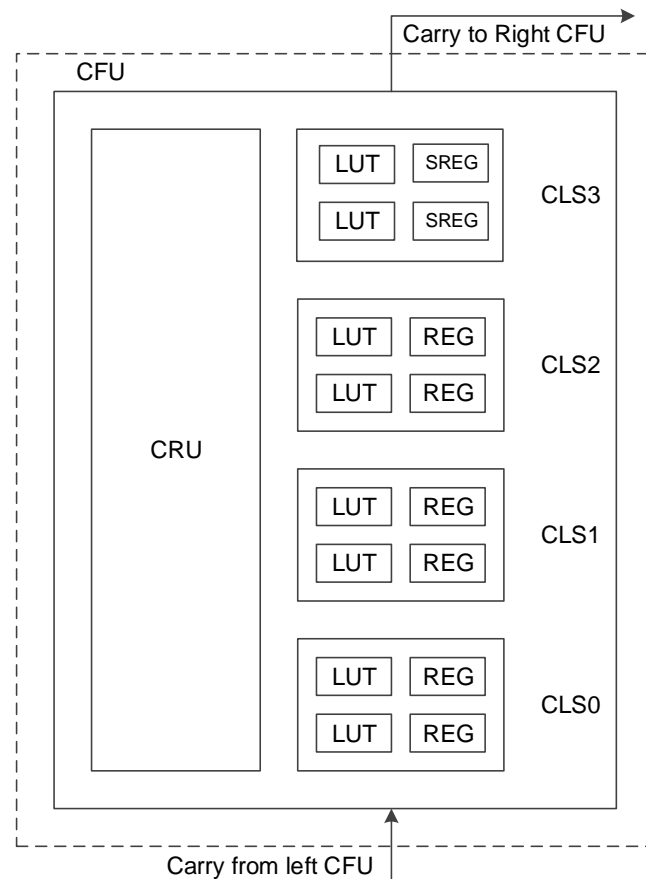 Carry to Right CFU
CFU
CRU
LUT SREG
LUT SREG
CLS3
LUT REG
LUT REG
CLS2
LUT REG
LUT REG
CLS1
LUT REG
LUT REG
CLS0
Carry from left CFU